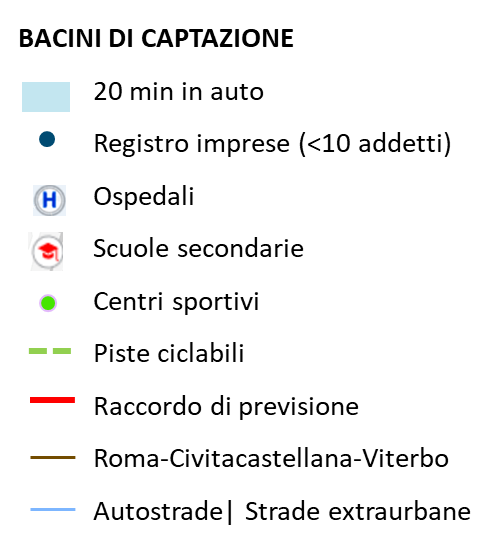 BACINI DI CAPTAZIONE
20 min in auto
Registro imprese (<10 addetti)
H Ospedali
Scuole secondarie
Centri sportivi
Piste ciclabili
Raccordo di previsione
Roma-Civitacastellana-Viterbo
Autostrade| Strade extraurbane